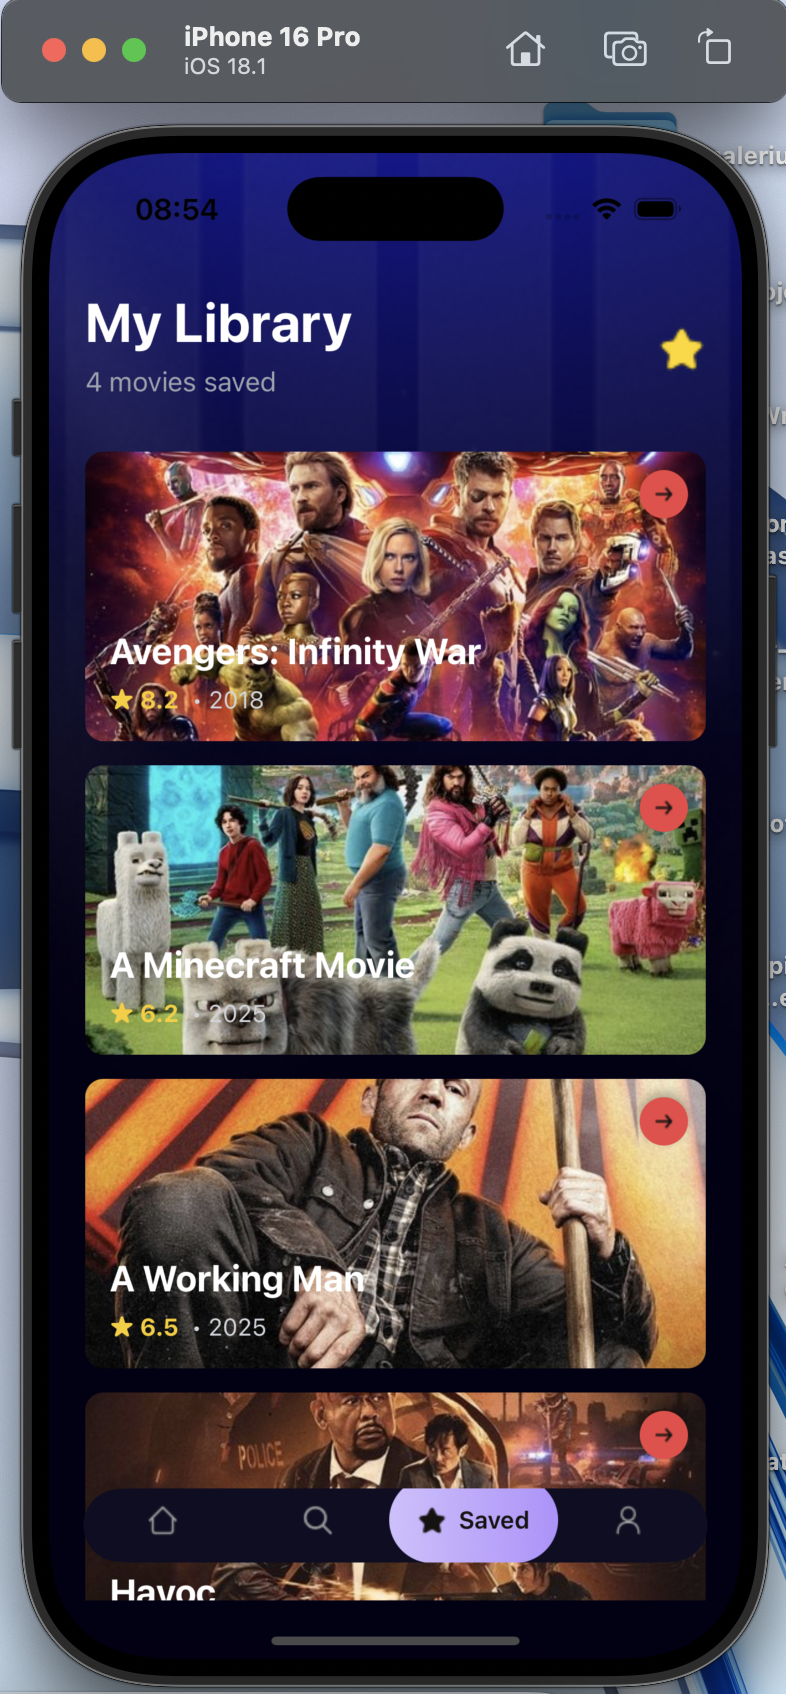 iPhone 16 Pro
iOS 18.1
08:54
My Library
4 movies saved
Avengers: Infinity War
8.2 • 2018
A Minecraft Movie
6.2 • 2025
A Working Man
6.5 • 2025
POLICE
Saved
Havoc